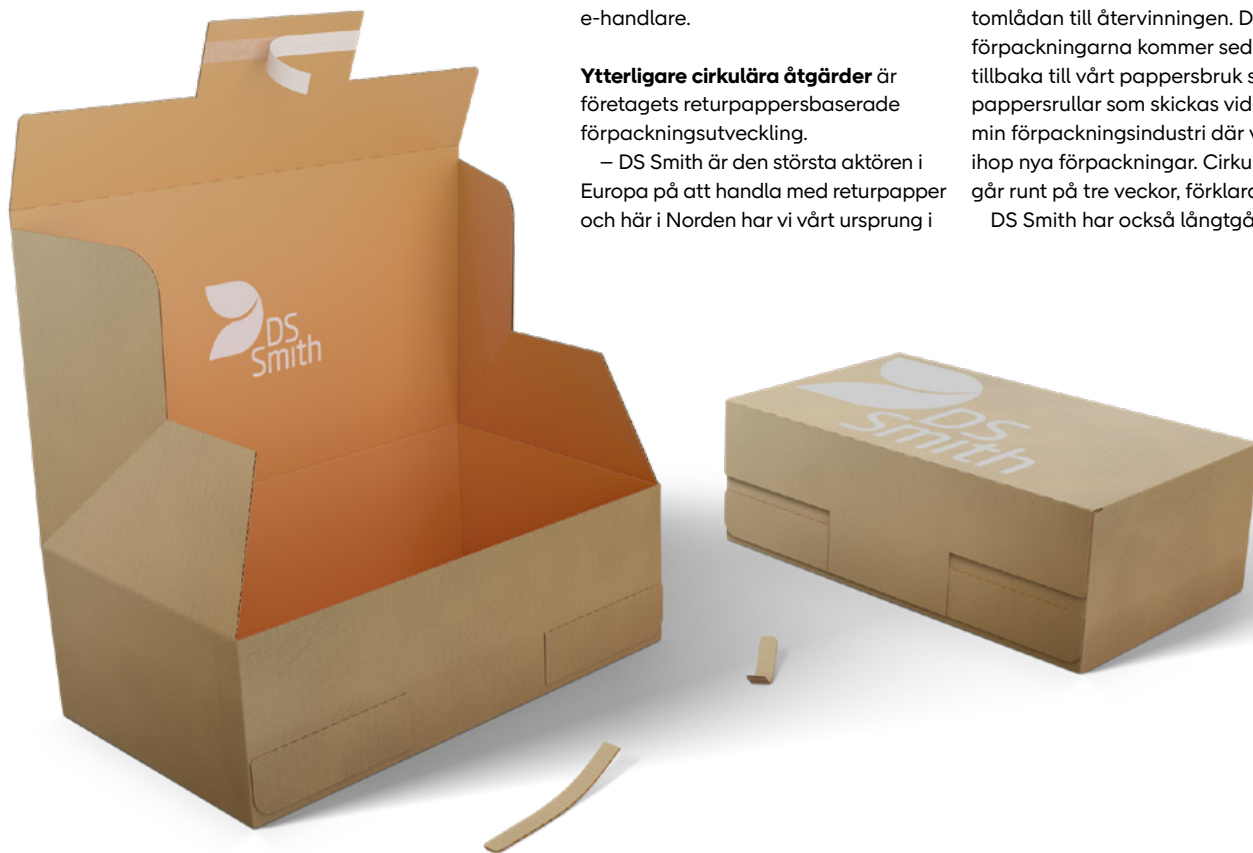 e-handlare.
Ytterligare cirkulära åtgärder är
företagets returpappersbaserade
förpackningsutveckling.
– DS Smith är den största aktören i
Europa på att handla med returpapper
och här i Norden har vi vårt ursprung i
tomlådan till återvinningen. D
förpackningarna kommer sed
tillbaka till vårt pappersbruk s
pappersrullar som skickas vid
min förpackningsindustri där v
ihop nya förpackningar. Cirku
går runt på tre veckor, förklara
DS Smith har också långtgå
DS
Smith
DS
Smith